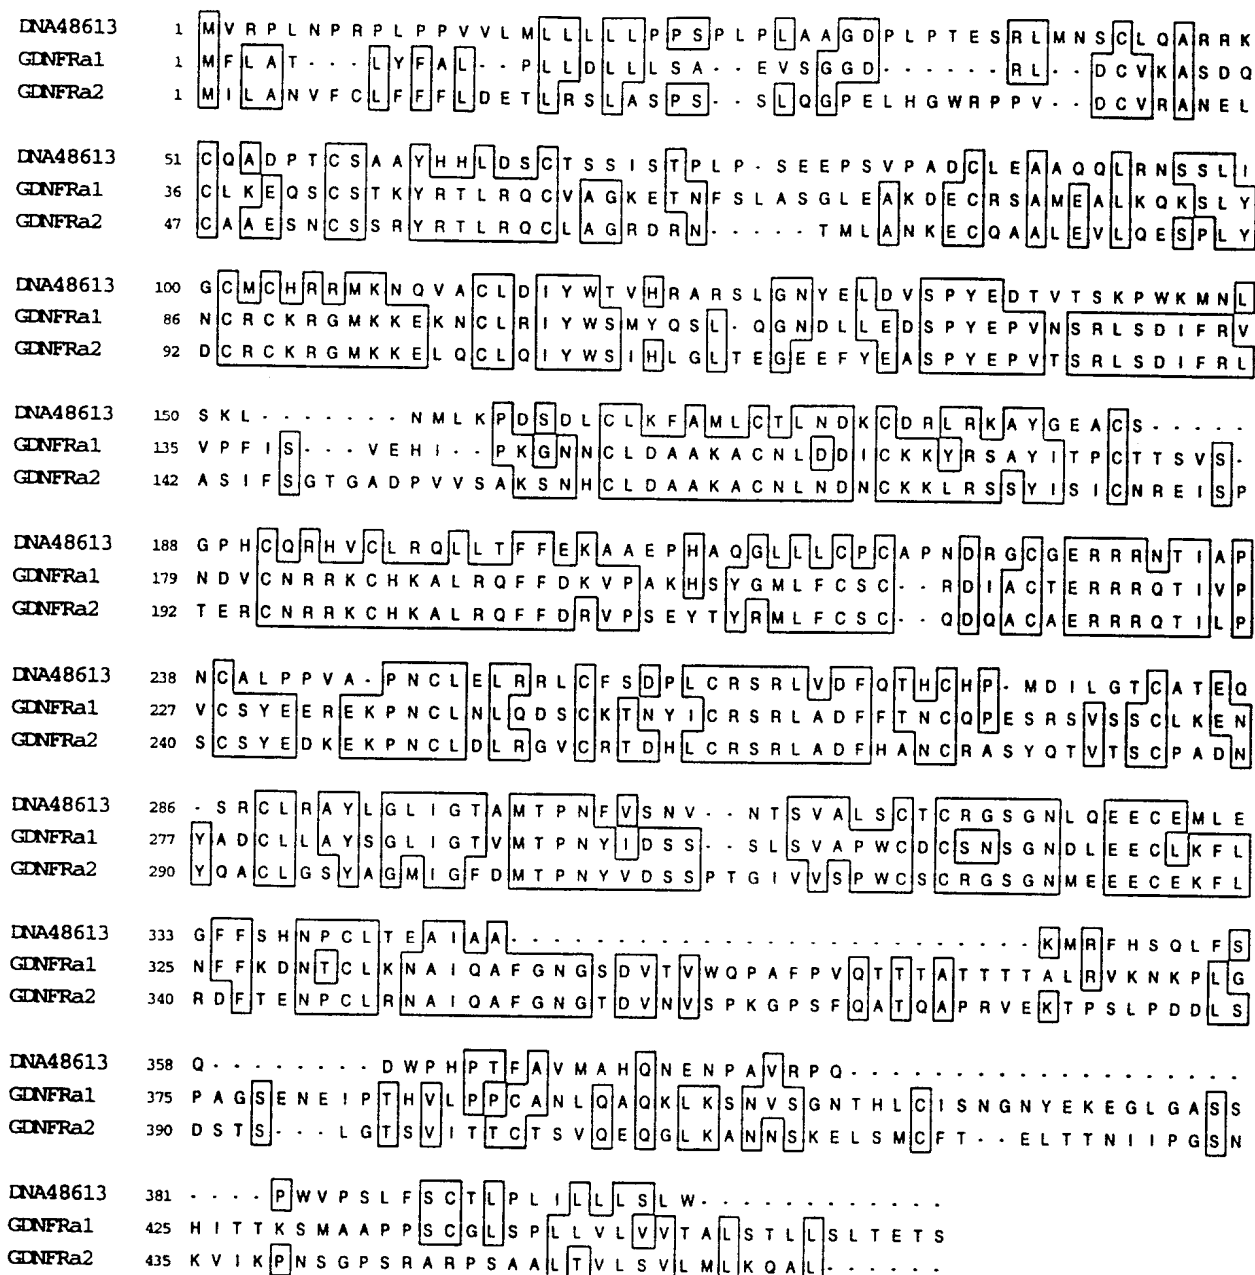 DNA48613 1 M V R P L N P R P L P P V V L M L L L L L P P S P L P L A A G D P L P T E S R L M N S C L Q A R R K
GDNFRa1 1 M F L A T - - - L Y F A L - - P L L D L L L S A - - E V S G G D - - - - - - R L - - D C V K A S D Q
GDNFRa2 1 M I L A N V F C L F F F L D E T L R S L A S P S - - S L Q G P E L H G W R P P V - - D C V R A N E L
DNA48613 51 C Q A D P T C S A A Y H H L D S C T S S I S T P L P - S E E P S V P A D C L E A A Q Q L R N S S L I
GDNFRa1 36 C L K E Q S C S T K Y R T L R Q C V A G K E T N F S L A S G L E A K D E C R S A M E A L K Q K S L Y
GDNFRa2 47 C A A E S N C S S R Y R T L R Q C L A G R D R N - - - - - T M L A N K E C Q A A L E V L Q E S P L Y
DNA48613 100 G C M C H R R M K N Q V A C L D I Y W T V H R A R S L G N Y E L D V S P Y E D T V T S K P W K M N L
GDNFRa1 86 N C R C K R G M K K E K N C L R I Y W S M Y Q S L - Q G N D L L E D S P Y E P V N S R L S D I F R V
GDNFRa2 92 D C R C K R G M K K E L Q C L Q I Y W S I H L G L T E G E E F Y E A S P Y E P V T S R L S D I F R L
DNA48613 150 S K L - - - - - - - N M L K P D S D L C L K F A M L C T L N D K C D R L R K A Y G E A C S - - - - -
GDNFRa1 135 V P F I S - - - V E H I - - P K G N N C L D A A K A C N L D D I C K K Y R S A Y I T P C T T S V S -
GDNFRa2 142 A S I F S G T G A D P V V S A K S N H C L D A A K A C N L N D N C K K L R S S Y I S I C N R E I S P
DNA48613 188 G P H C Q R H V C L R Q L L T F F E K A A E P H A Q G L L L C P C A P N D R G C G E R R R N T I A P
GDNFRa1 179 N D V C N R R K C H K A L R Q F F D K V P A K H S Y G M L F C S C - - R D I A C T E R R R Q T I V P
GDNFRa2 192 T E R C N R R K C H K A L R Q F F D R V P S E Y T Y R M L F C S C - - Q D Q A C A E R R R Q T I L P
DNA48613 238 N C A L P P V A - P N C L E L R R L C F S D P L C R S R L V D F Q T H C H P - M D I L G T C A T E Q
GDNFRa1 227 V C S Y E E R E K P N C L N L Q D S C K T N Y I C R S R L A D F F T N C Q P E S R S V S S C L K E N
GDNFRa2 240 S C S Y E D K E K P N C L D L R G V C R T D H L C R S R L A D F H A N C R A S Y Q T V T S C P A D N
DNA48613 286 - S R C L R A Y L G L I G T A M T P N F V S N V - - N T S V A L S C T C R G S G N L Q E E C E M L E
GDNFRa1 277 Y A D C L L A Y S G L I G T V M T P N Y I D S S - - S L S V A P W C D C S N S G N D L E E C L K F L
GDNFRa2 290 Y Q A C L G S Y A G M I G F D M T P N Y V D S S P T G I V V S P W C S C R G S G N M E E E C E K F L
DNA48613 333 G F F S H N P C L T E A I A A - - - - - - - - - - - - - - - - - - - - - - - - - - K M R F H S Q L F S
GDNFRa1 325 N F F K D N T C L K N A I Q A F G N G S D V T V W Q P A F P V Q T T T A T T T T A L R V K N K P L G
GDNFRa2 340 R D F T E N P C L R N A I Q A F G N G T D V N V S P K G P S F Q A T Q A P R V E K T P S L P D D L S
DNA48613 358 Q - - - - - - - - D W P H P T F A V M A H Q N E N P A V R P Q - - - - - - - - - - - - - - - - - - -
GDNFRa1 375 P A G S E N E I P T H V L P P C A N L Q A Q K L K S N V S G N T H L C I S N G N Y E K E G L G A S S
GDNFRa2 390 D S T S - - - L G T S V I T T C T S V Q E Q G L K A N N S K E L S M C F T - - E L T T N I I P G S N
DNA48613 381 - - - - P W V P S L F S C T L P L I L L L S L W - - - - - - - - - - - -
GDNFRa1 425 H I T T K S M A A P P S C G L S P L L V L V V T A L S T L L S L T E T S
GDNFRa2 435 K V I K P N S G P S R A R P S A A L T V L S V L M L K Q A L - - - - - -